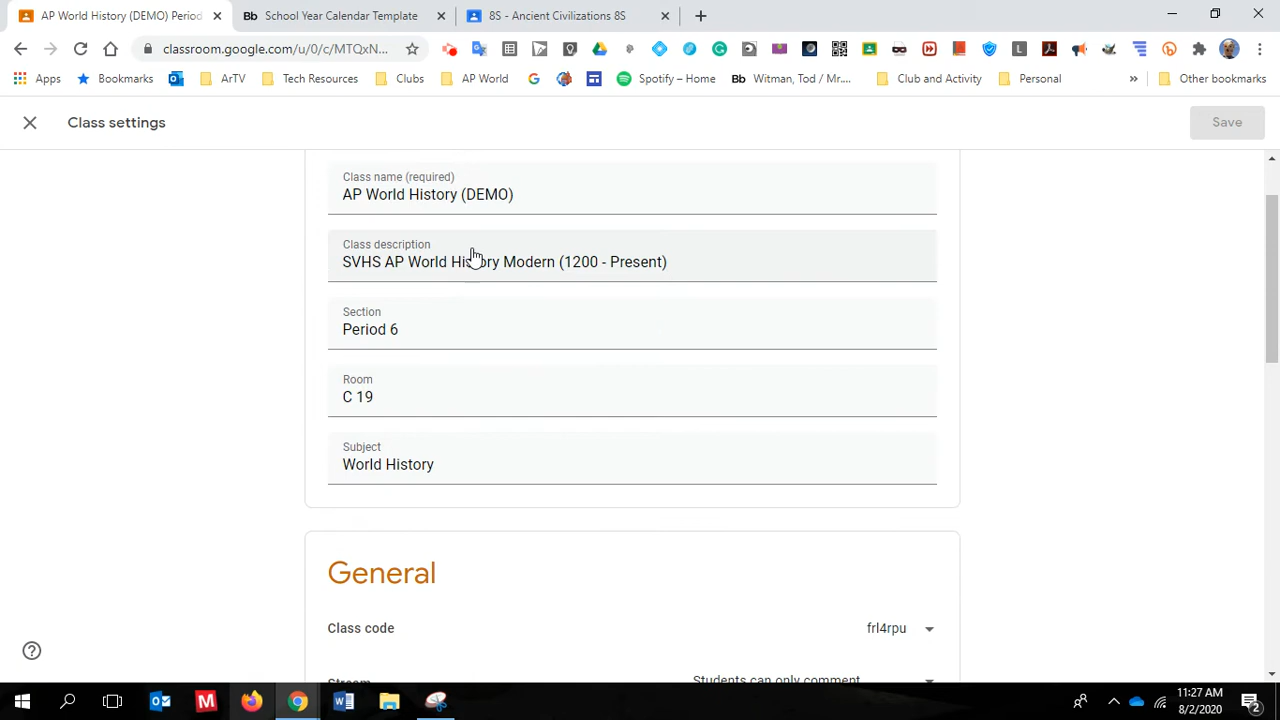 AP World History (DEMO) Period
Bb School Year Calendar Template
8S - Ancient Civilizations 8S
classroom.google.com/u/0/c/MTQxN...
Apps
Bookmarks
ArTV
Tech Resources
Clubs
AP World
Spotify – Home
Bb Witman, Tod / Mr....
Club and Activity
Personal
Other bookmarks
Class settings
Save
Class name (required)
AP World History (DEMO)
Class description
SVHS AP World History Modern (1200 - Present)
Section
Period 6
Room
C 19
Subject
World History
General
Class code
frl4rpu
Stream
Students can only comment
11:27 AM
8/2/2020